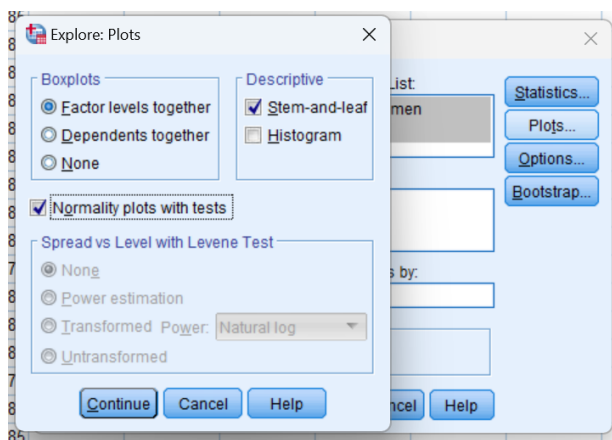 Explore: Plots
Boxplots
Factor levels together
Dependents together
None
Descriptive
Stem-and-leaf
Histogram
Normality plots with tests
Spread vs Level with Levene Test
None
Power estimation
Transformed Power: Natural log
Untransformed
Continue Cancel Help
List:
men
s by:
Statistics...
Plots...
Options...
Bootstrap...
ncel Help
85